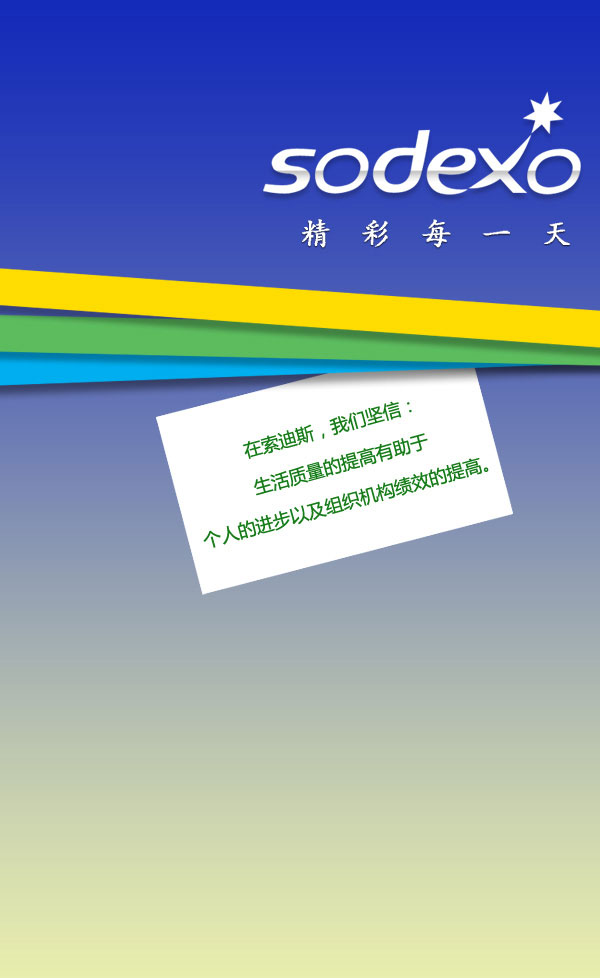 sodexo
精彩每一天
在索迪斯，我们坚信：
生活质量的提高有助于
个人的进步以及组织机构绩效的提高。